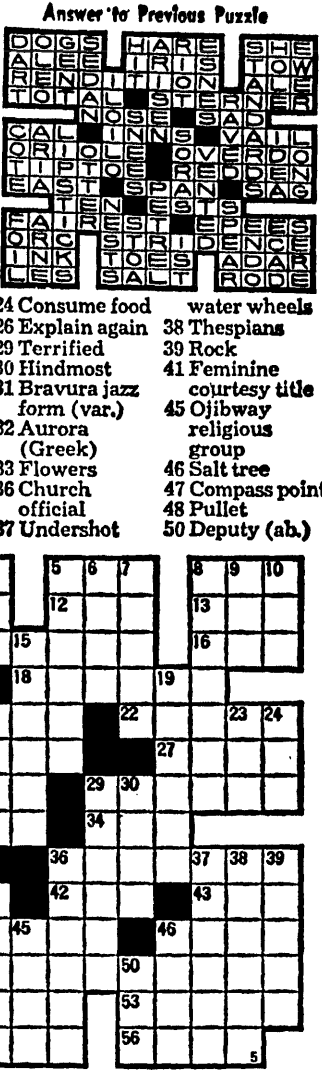 Answer to Previous Puzzle
DOGS HARE SHE
ALEE IRIS TOW
RENDITION ALE
TOTAL STERNER
NOSE SAD
CAL INNS VAIL
ORIOLE OVERDO
TIPTOE REDDEN
EAST SPAN SAG
TEN ESTS
FAIREST EPEES
ORC STRIDENCE
INK TOES ADAR
LES SALT RODE
24 Consume food
26 Explain again
29 Terrified
30 Hindmost
31 Bravura jazz
form (var.)
32 Aurora
(Greek)
33 Flowers
36 Church
official
37 Undershot
water wheels
38 Thespians
39 Rock
41 Feminine
courtesy title
45 Ojibway
religious
group
46 Salt tree
47 Compass point
48 Pullet
50 Deputy (ab.)
5 6 7 8 9 10
12 13
15 16
18 19
22 23 24
27
29 30
34
36 37 38 39
42 43
45 46
50
53
56 5